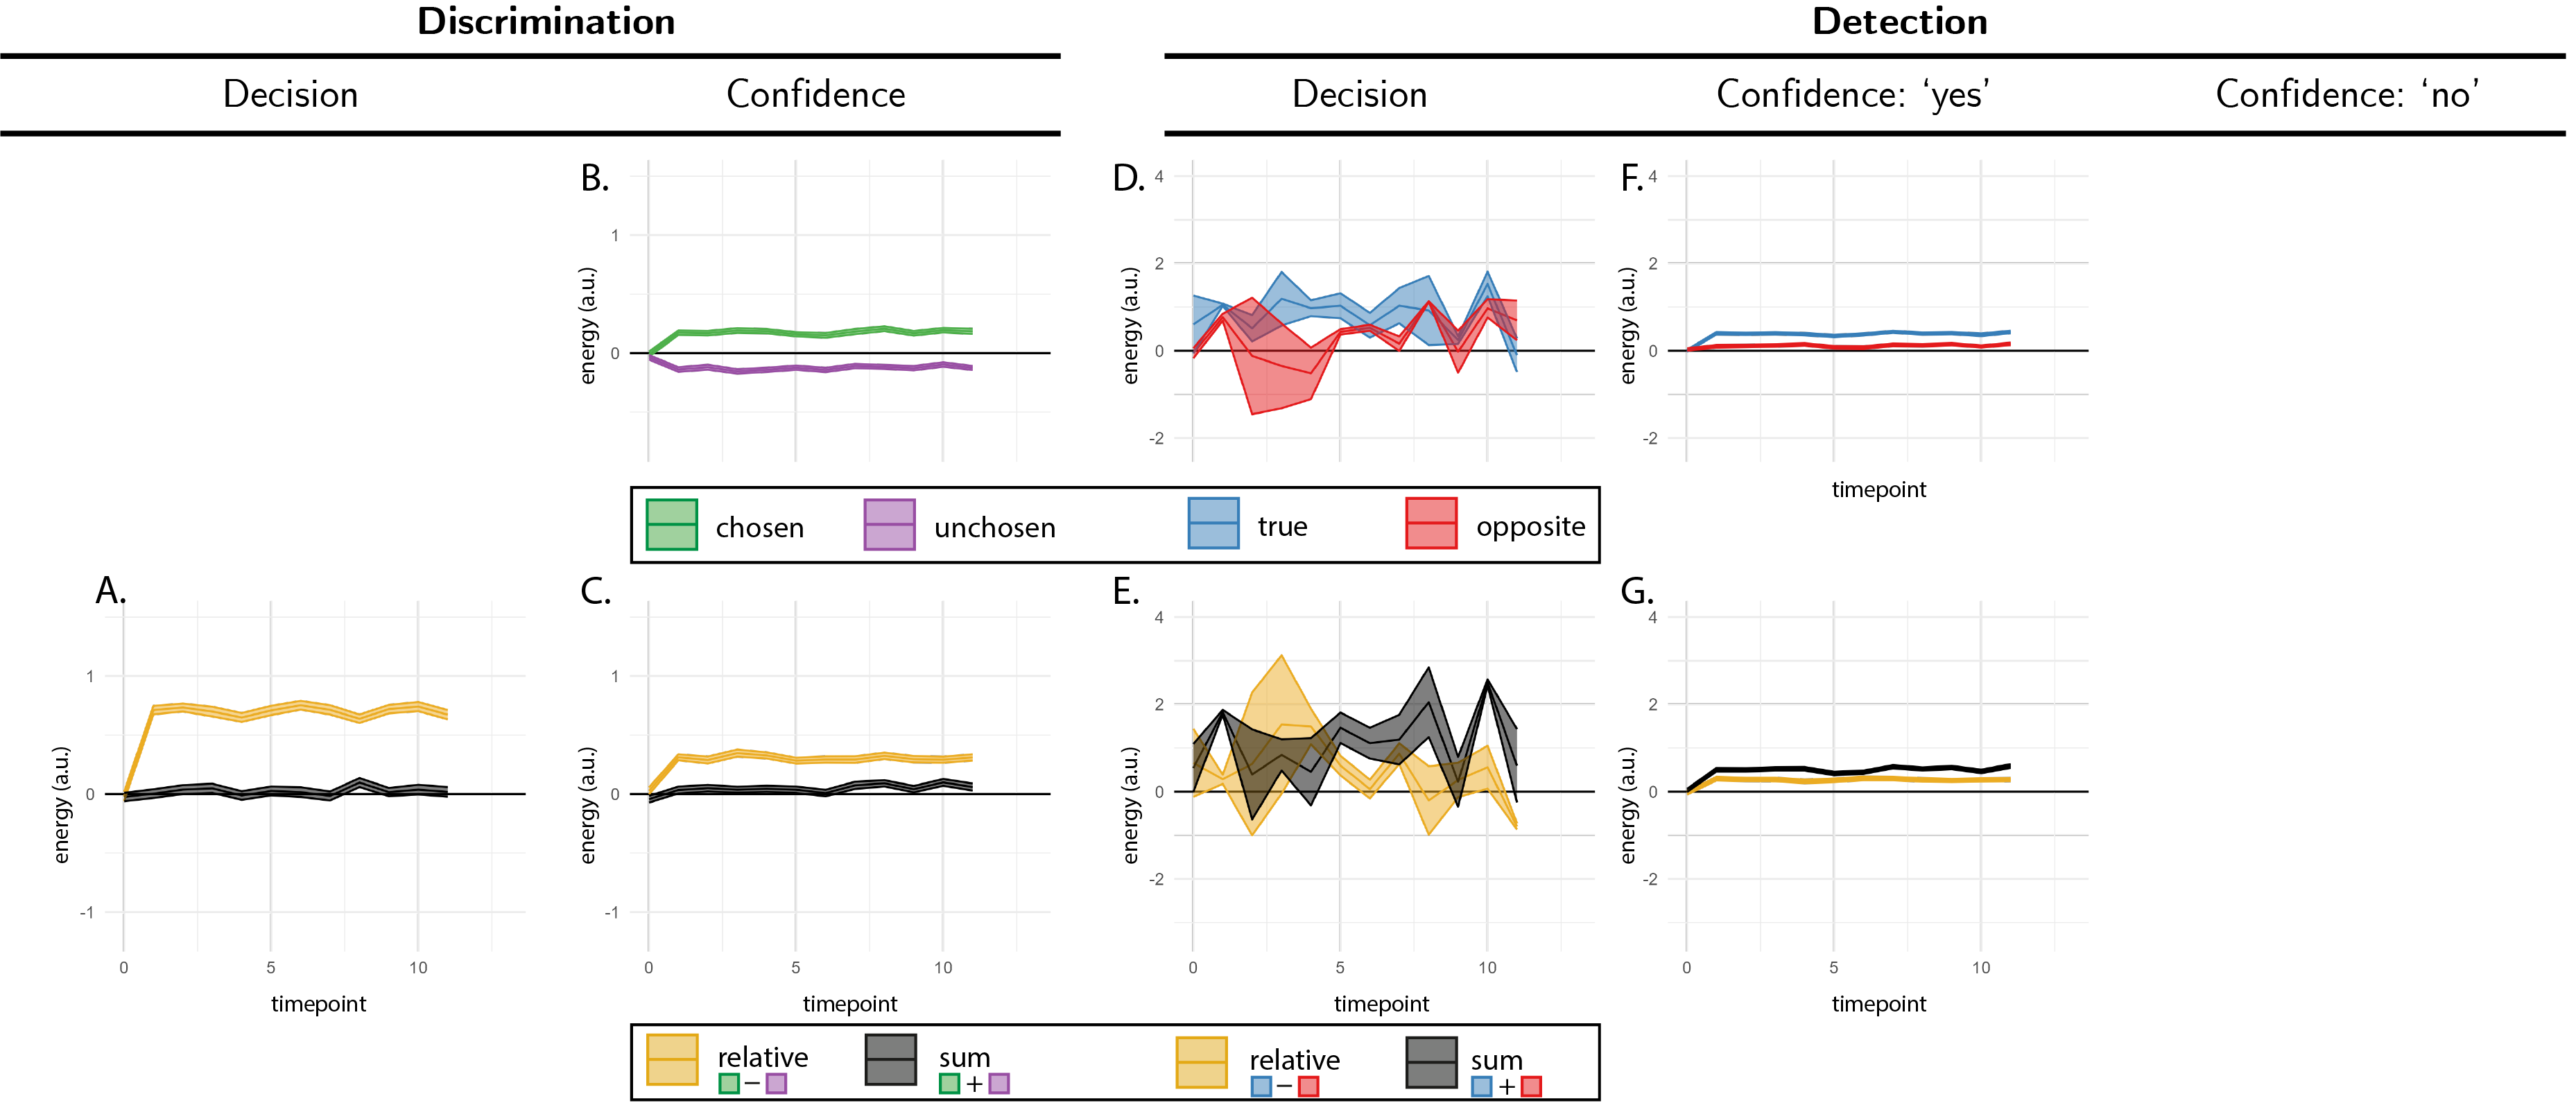 Discrimination
Detection
Decision
Confidence
Decision
Confidence: ‘yes’
Confidence: ‘no’
B.
1
0
energy (a.u.)
D.
4
2
0
-2
energy (a.u.)
F.
4
2
0
-2
energy (a.u.)
timepoint
chosen
unchosen
true
opposite
A.
1
0
-1
energy (a.u.)
0
5
10
timepoint
C.
1
0
-1
energy (a.u.)
0
5
10
timepoint
E.
4
2
0
-2
energy (a.u.)
0
5
10
timepoint
G.
4
2
0
-2
energy (a.u.)
0
5
10
timepoint
relative
−
sum
+
relative
−
sum
+